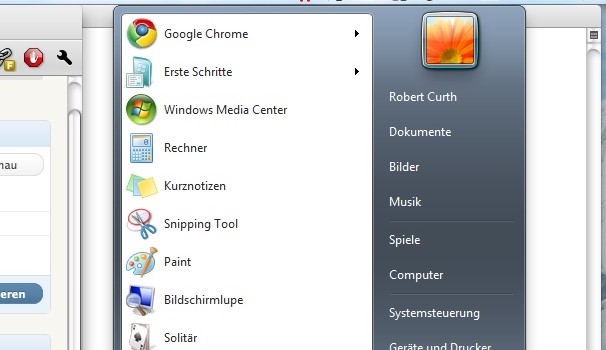 Google Chrome
Erste Schritte
Windows Media Center
Rechner
Kurznotizen
Snipping Tool
Paint
Bildschirmlupe
Solitär
Robert Curth
Dokumente
Bilder
Musik
Spiele
Computer
Systemsteuerung
Geräte und Drucker
nau
eren
F